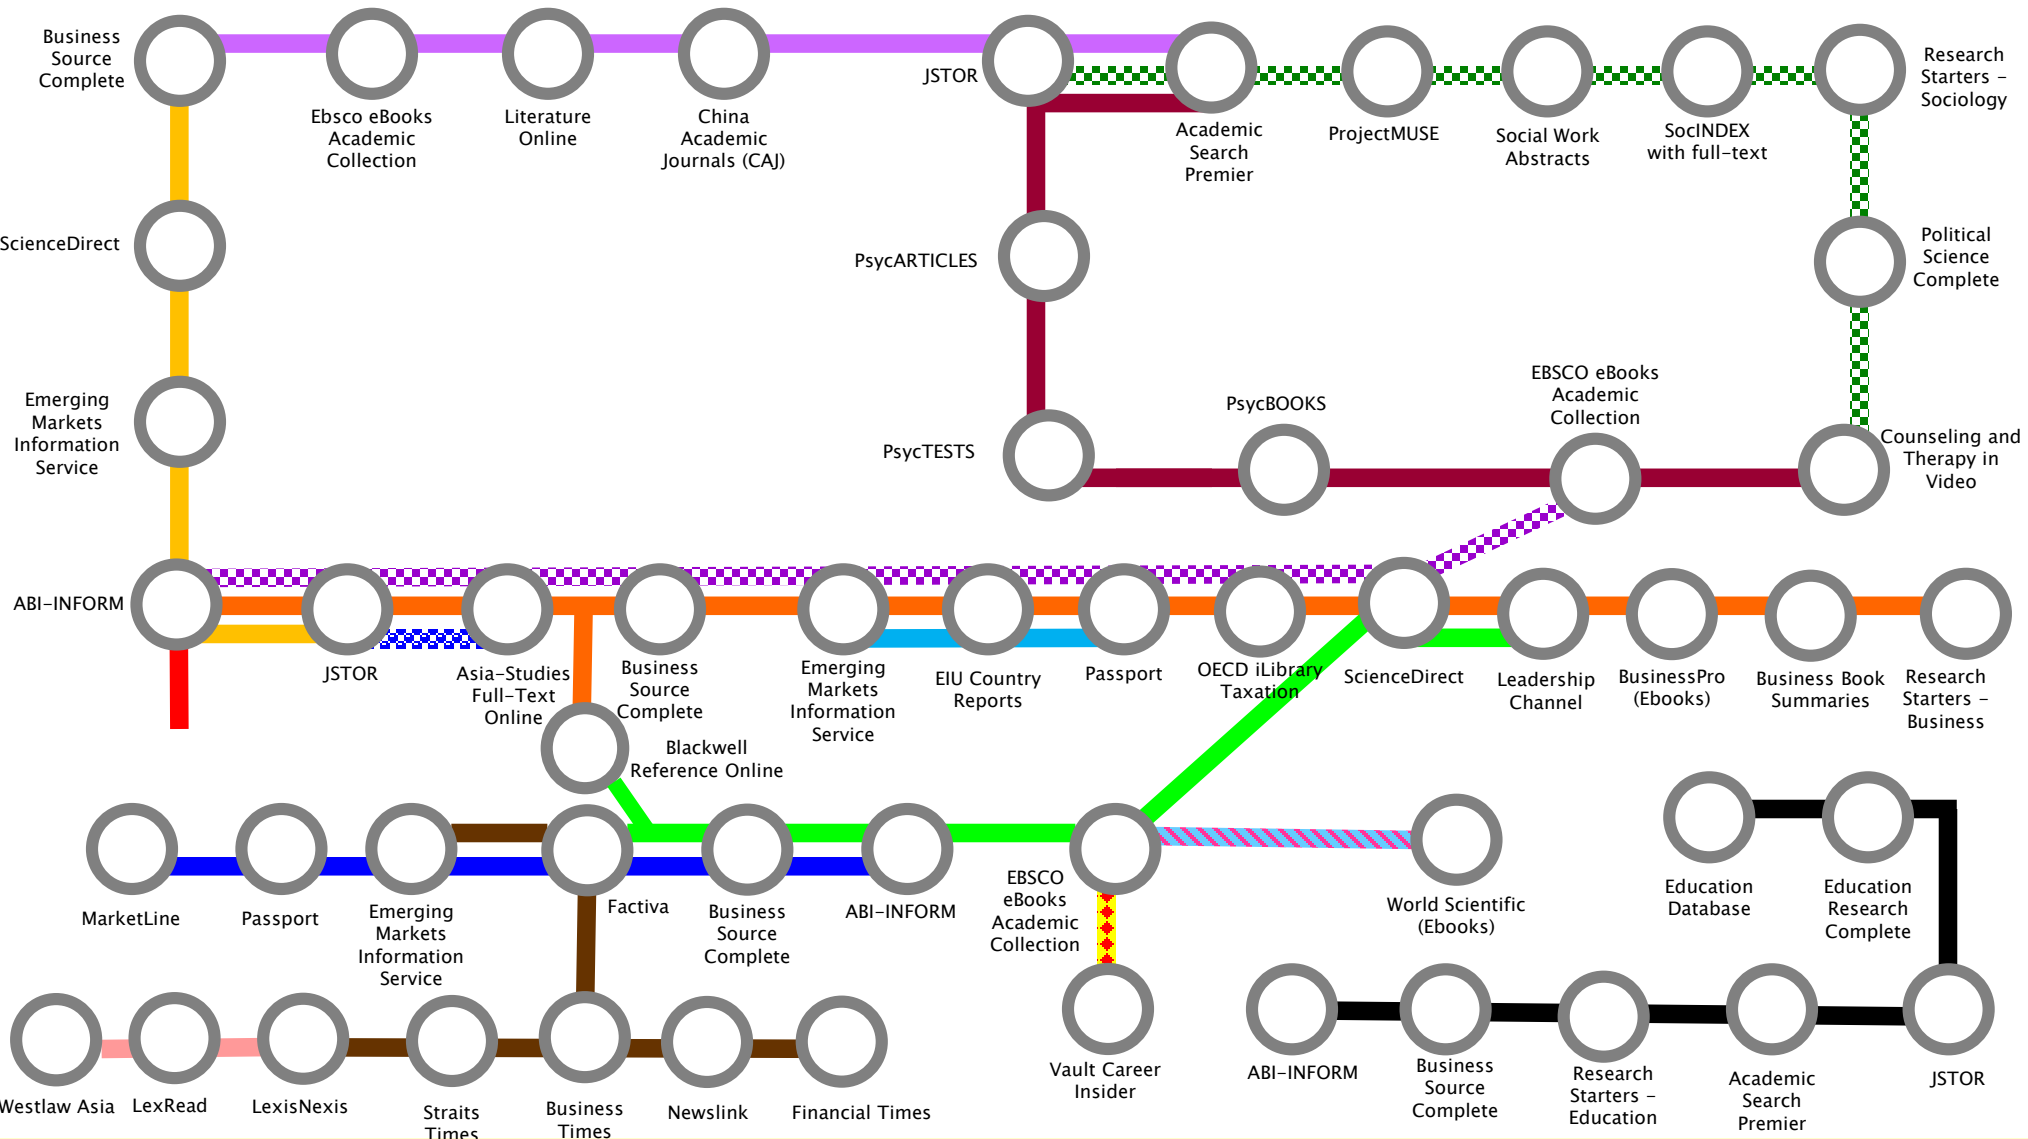 Business
Source
Complete
Ebsco eBooks
Academic
Collection
Literature
Online
China
Academic
Journals (CAJ)
JSTOR
Academic
Search
Premier
ProjectMUSE
Social Work
Abstracts
SocINDEX
with full-text
Research
Starters –
Sociology
ScienceDirect
PsycARTICLES
Political
Science
Complete
Emerging
Markets
Information
Service
PsycTESTS
PsycBOOKS
EBSCO eBooks
Academic
Collection
Counseling and
Therapy in
Video
ABI-INFORM
JSTOR
Asia-Studies
Full-Text
Online
Business
Source
Complete
Emerging
Markets
Information
Service
EIU Country
Reports
Passport
OECD iLibrary
Taxation
ScienceDirect
Leadership
Channel
BusinessPro
(Ebooks)
Business Book
Summaries
Research
Starters –
Business
Blackwell
Reference Online
MarketLine
Passport
Emerging
Markets
Information
Service
Factiva
Business
Source
Complete
ABI-INFORM
EBSCO
eBooks
Academic
Collection
World Scientific
(Ebooks)
Education
Database
Education
Research
Complete
Westlaw Asia
LexRead
LexisNexis
Straits
Times
Business
Times
Newslink
Financial Times
Vault Career
Insider
ABI-INFORM
Business
Source
Complete
Research
Starters –
Education
Academic
Search
Premier
JSTOR